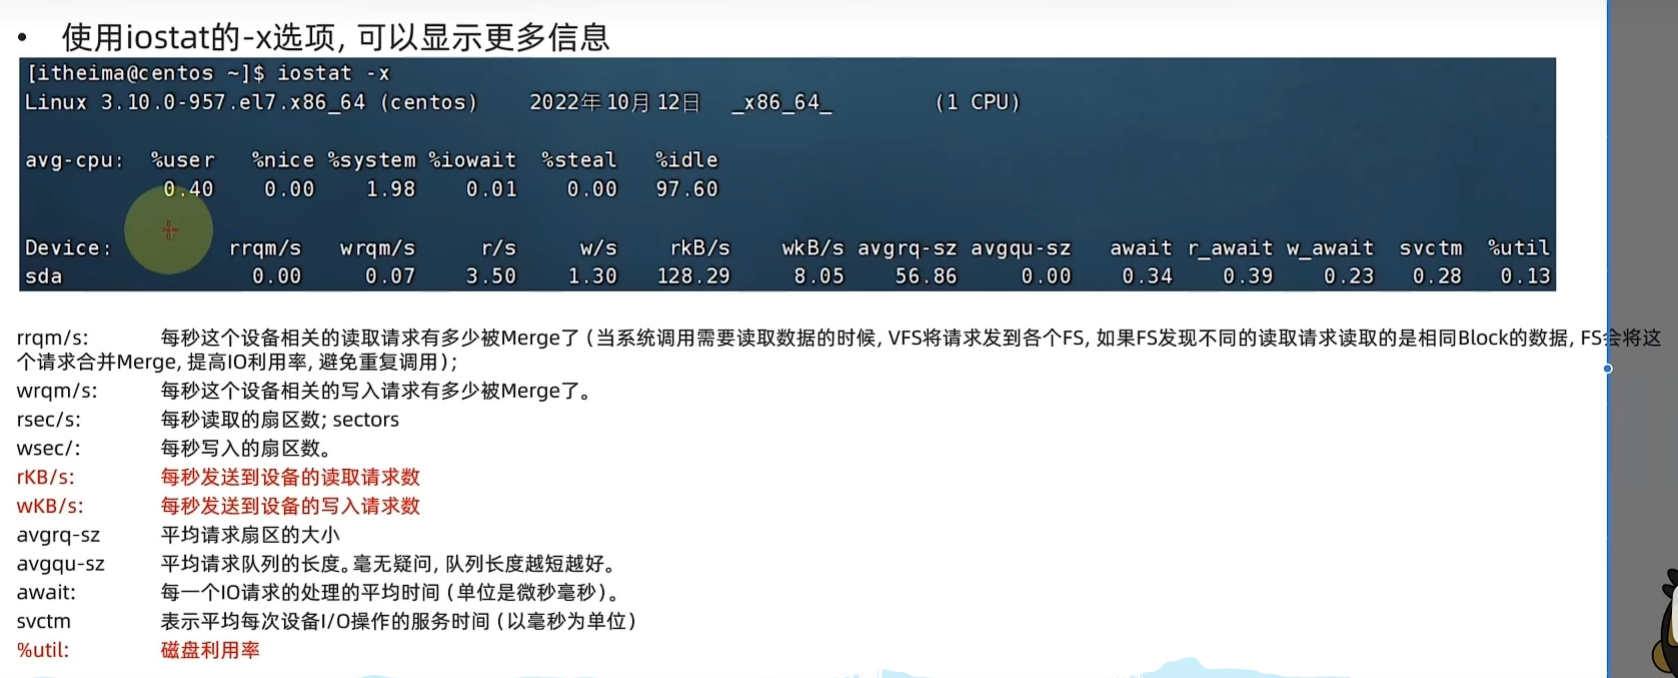 • 使用iostat的-x选项, 可以显示更多信息
[itheima@centos ~]$ iostat -x
Linux 3.10.0-957.el7.x86_64 (centos) 2022年10月12日 _x86_64_ (1 CPU)
avg-cpu: %user %nice %system %iowait %steal %idle
0.40 0.00 1.98 0.01 0.00 97.60
Device: rrqm/s wrqm/s r/s w/s rkB/s wkB/s avgrq-sz avgqu-sz await r_await w_await svctm %util
sda 0.00 0.07 3.50 1.30 128.29 8.05 56.86 0.00 0.34 0.39 0.23 0.28 0.13
rrqm/s: 每秒这个设备相关的读取请求有多少被Merge了 (当系统调用需要读取数据的时候, VFS将请求发到各个FS, 如果FS发现不同的读取请求读取的是相同Block的数据, FS会将这
个请求合并Merge, 提高IO利用率, 避免重复调用);
wrqm/s: 每秒这个设备相关的写入请求有多少被Merge了。
rsec/s: 每秒读取的扇区数; sectors
wsec/: 每秒写入的扇区数。
rKB/s: 每秒发送到设备的读取请求数
wKB/s: 每秒发送到设备的写入请求数
avgrq-sz 平均请求扇区的大小
avgqu-sz 平均请求队列的长度。毫无疑问, 队列长度越短越好。
await: 每一个IO请求的处理的平均时间 (单位是微秒毫秒)。
svctm 表示平均每次设备I/O操作的服务时间 (以毫秒为单位)
%util: 磁盘利用率